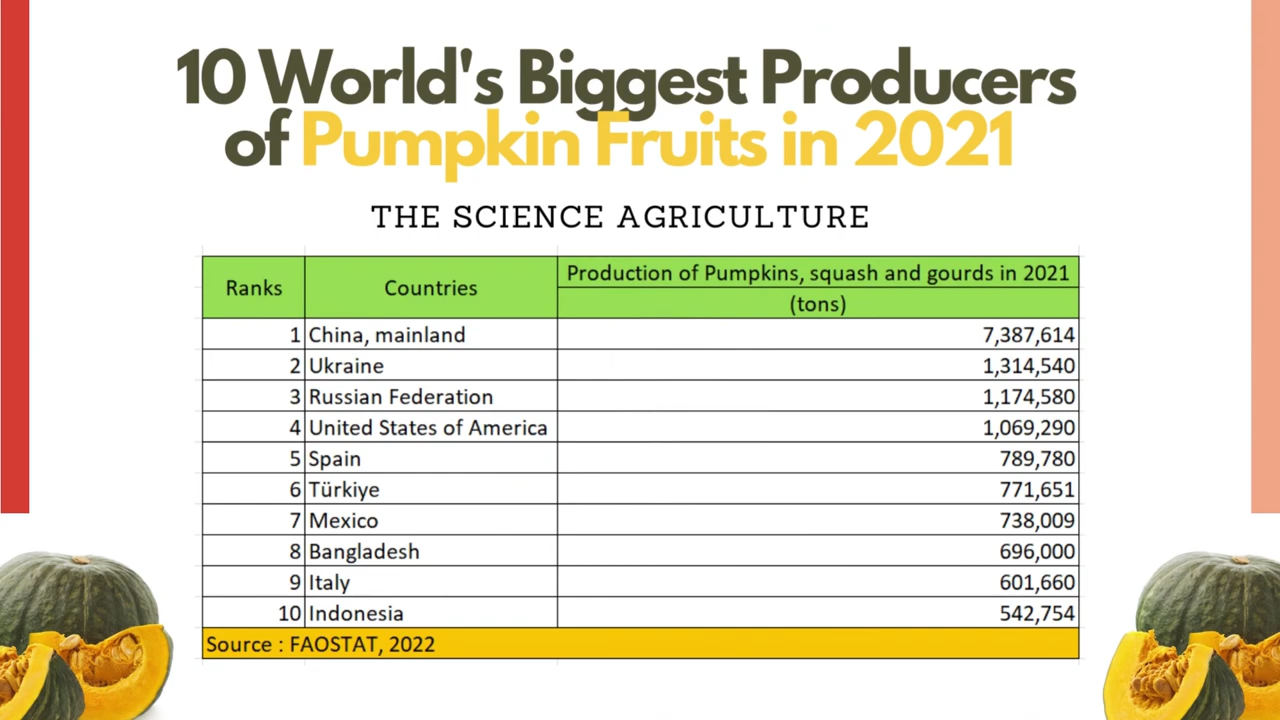 10 World's Biggest Producers
of Pumpkin Fruits in 2021
THE SCIENCE AGRICULTURE
Ranks Countries Production of Pumpkins, squash and gourds in 2021
(tons)
1 China, mainland 7,387,614
2 Ukraine 1,314,540
3 Russian Federation 1,174,580
4 United States of America 1,069,290
5 Spain 789,780
6 Türkiye 771,651
7 Mexico 738,009
8 Bangladesh 696,000
9 Italy 601,660
10 Indonesia 542,754
Source : FAOSTAT, 2022